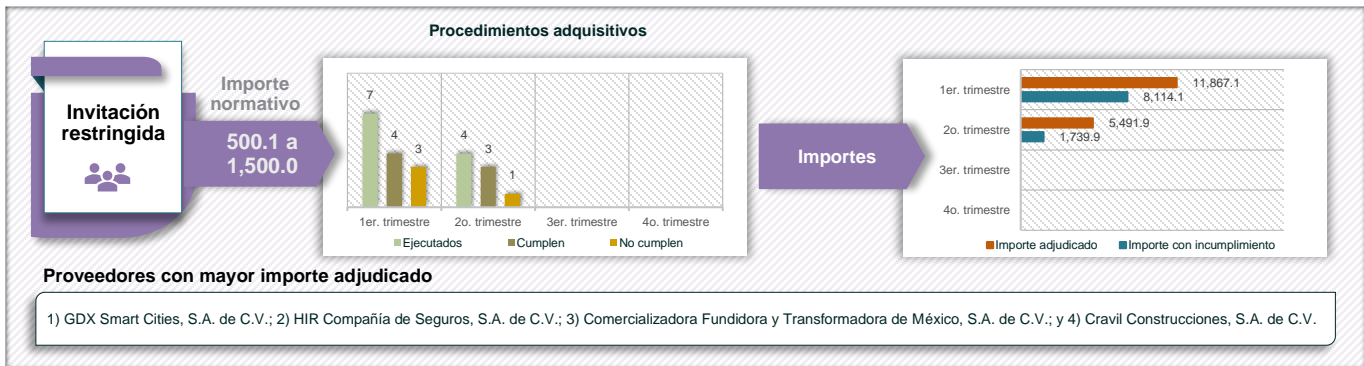 Procedimientos adquisitivos
Invitación
restringida
Importe
normativo
500.1 a
1,500.0
7
4
3
4
3
1
1er. trimestre
2o. trimestre
3er. trimestre
4o. trimestre
Ejecutados
Cumplen
No cumplen
Importes
1er. trimestre
11,867.1
8,114.1
2o. trimestre
5,491.9
1,739.9
3er. trimestre
4o. trimestre
Importe adjudicado
Importe con incumplimiento
Proveedores con mayor importe adjudicado
1) GDX Smart Cities, S.A. de C.V.; 2) HIR Compañía de Seguros, S.A. de C.V.; 3) Comercializadora Fundidora y Transformadora de México, S.A. de C.V.; y 4) Cravil Construcciones, S.A. de C.V.